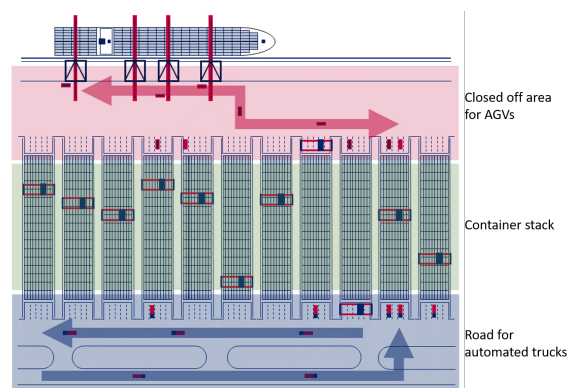 Closed off area
for AGVs
Container stack
Road for
automated trucks